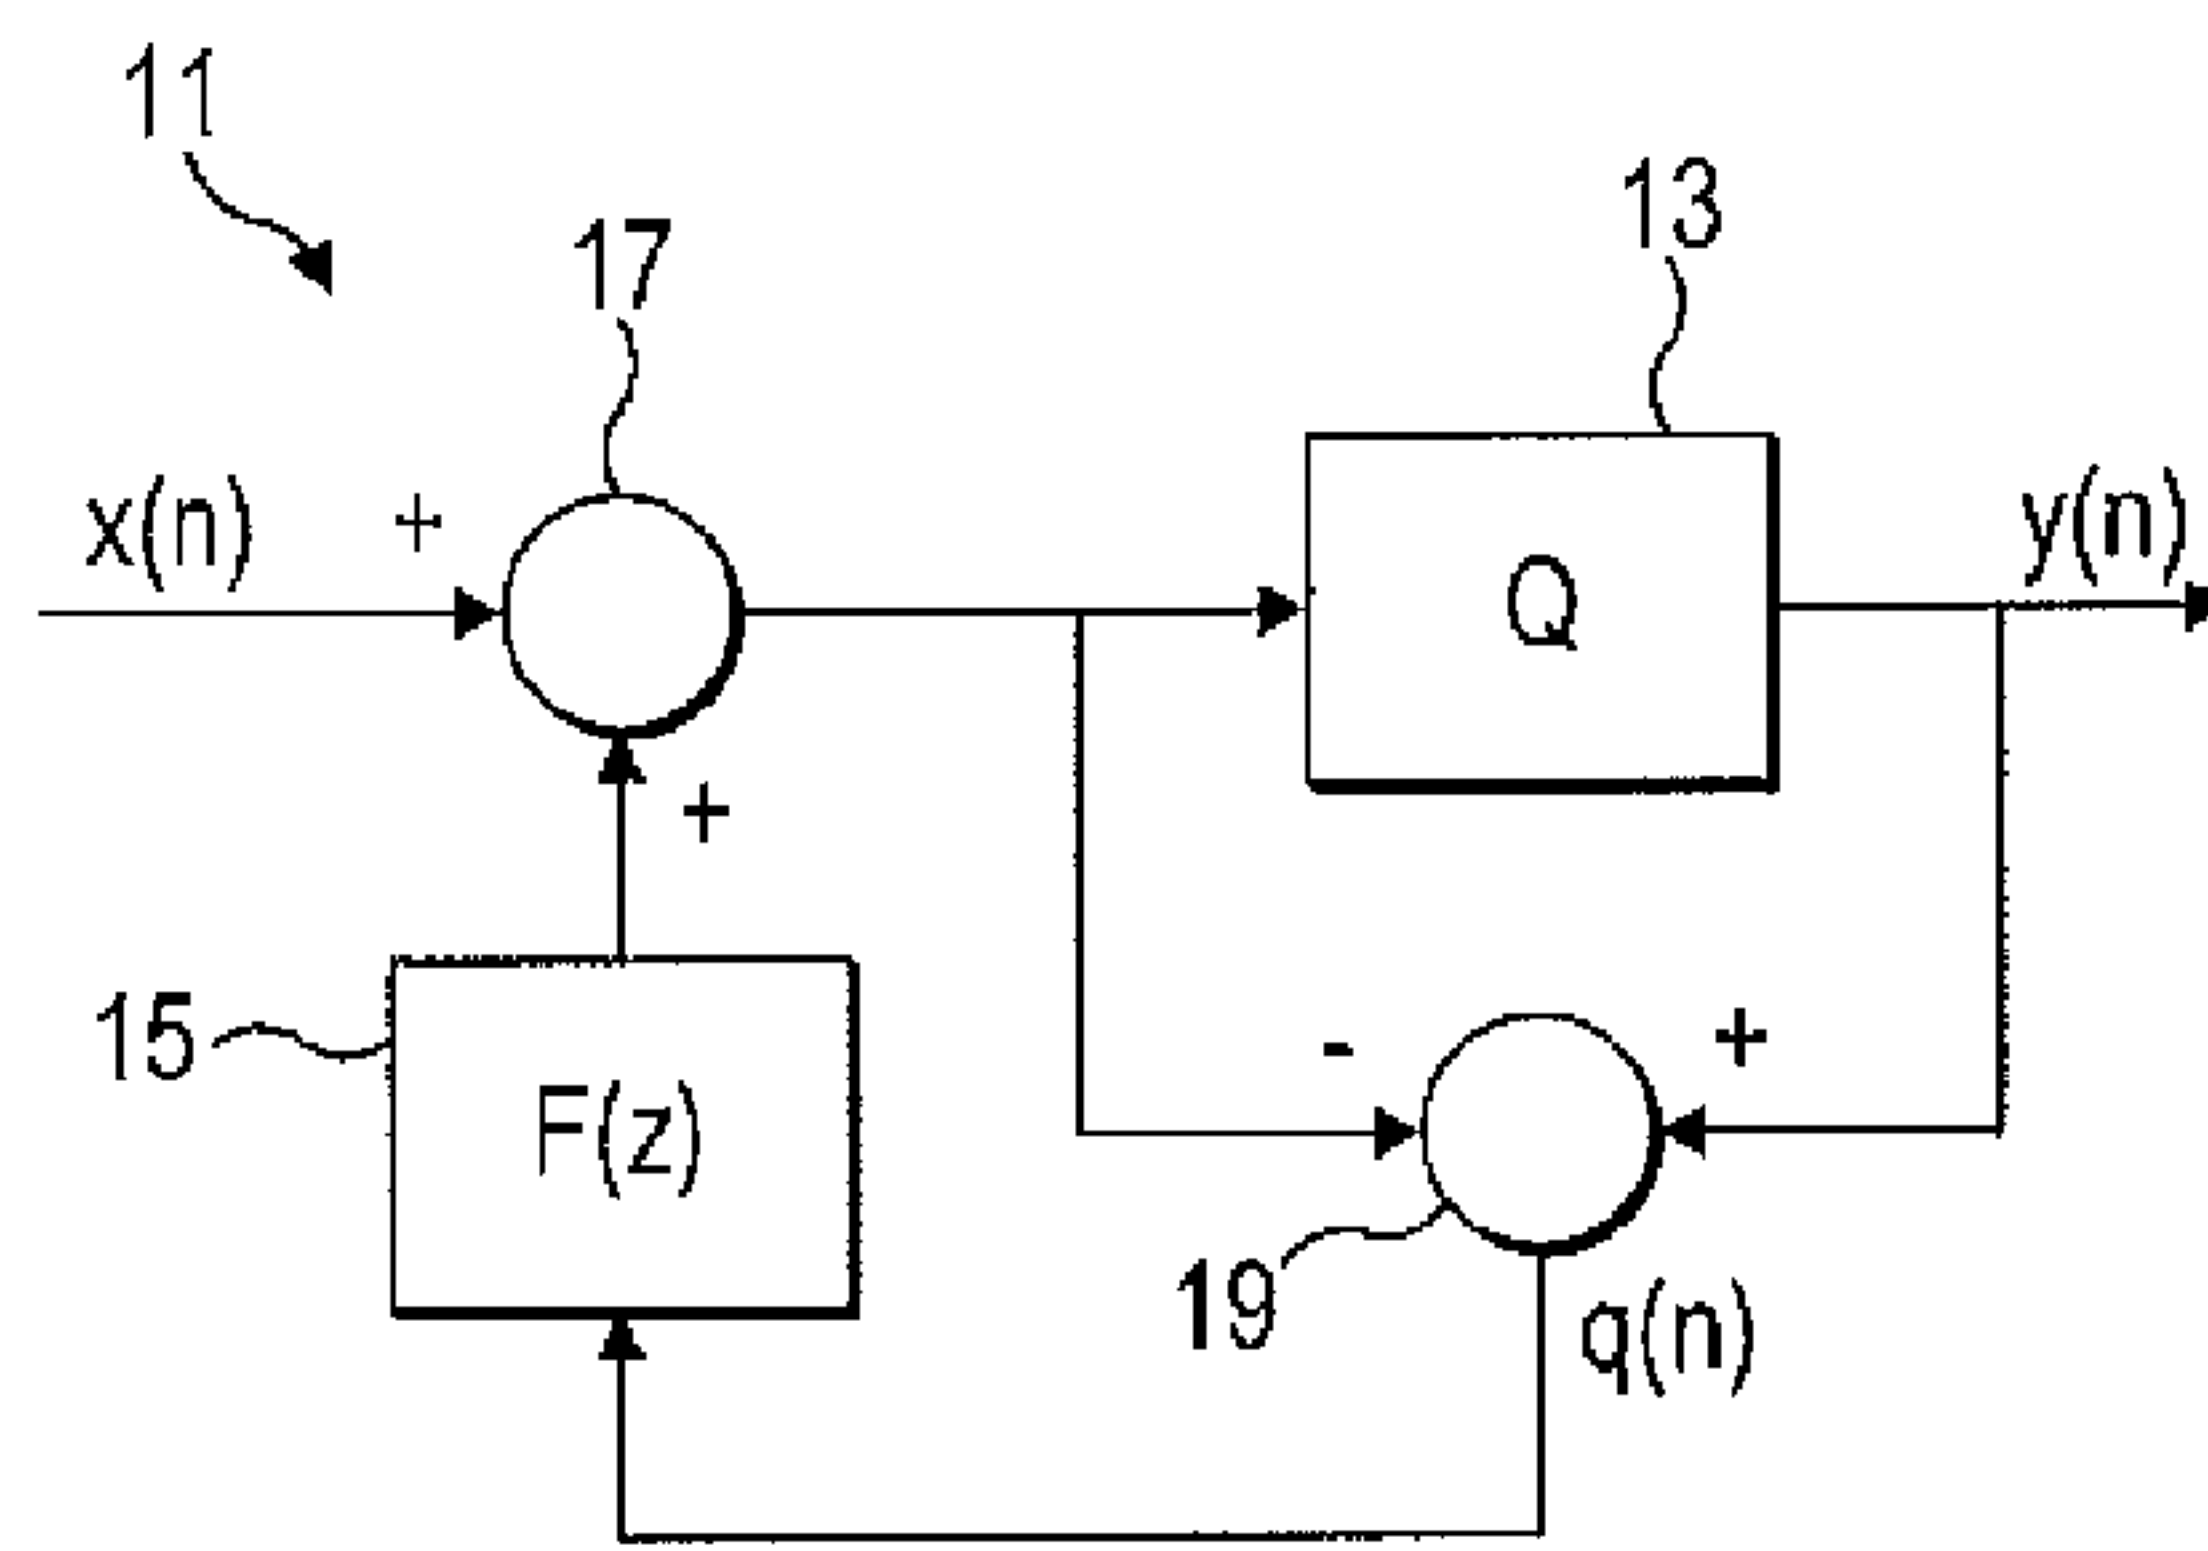 11
17
13
x(n)
+
Q
y(n)
+
15
F(z)
-
+
19
q(n)